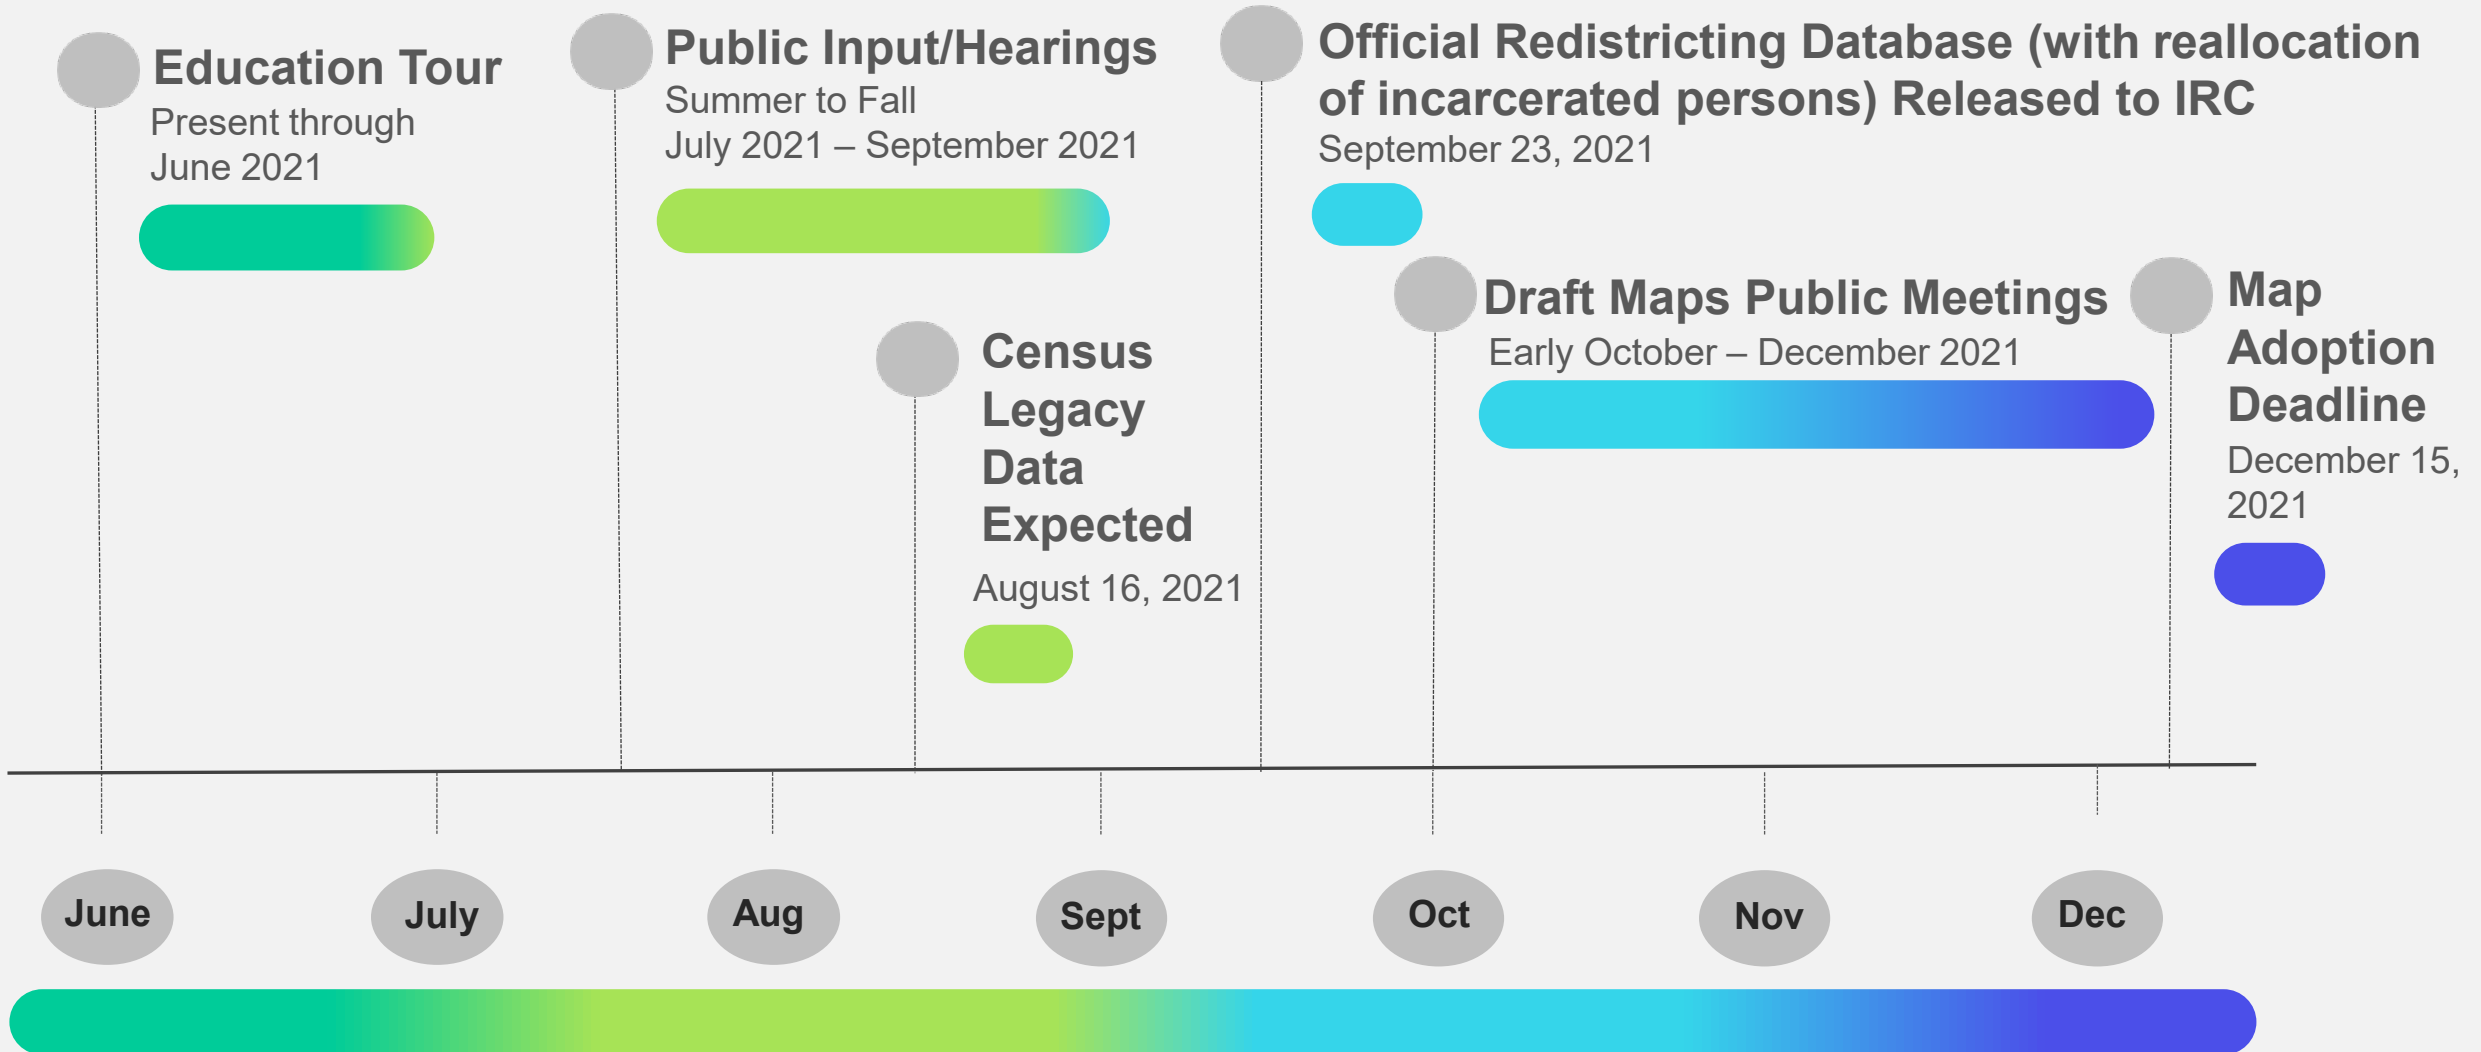 Education Tour
Present through
June 2021
Public Input/Hearings
Summer to Fall
July 2021 – September 2021
Official Redistricting Database (with reallocation
of incarcerated persons) Released to IRC
September 23, 2021
Census
Legacy
Data
Expected
August 16, 2021
Draft Maps Public Meetings
Early October – December 2021
Map
Adoption
Deadline
December 15,
2021
June
July
Aug
Sept
Oct
Nov
Dec